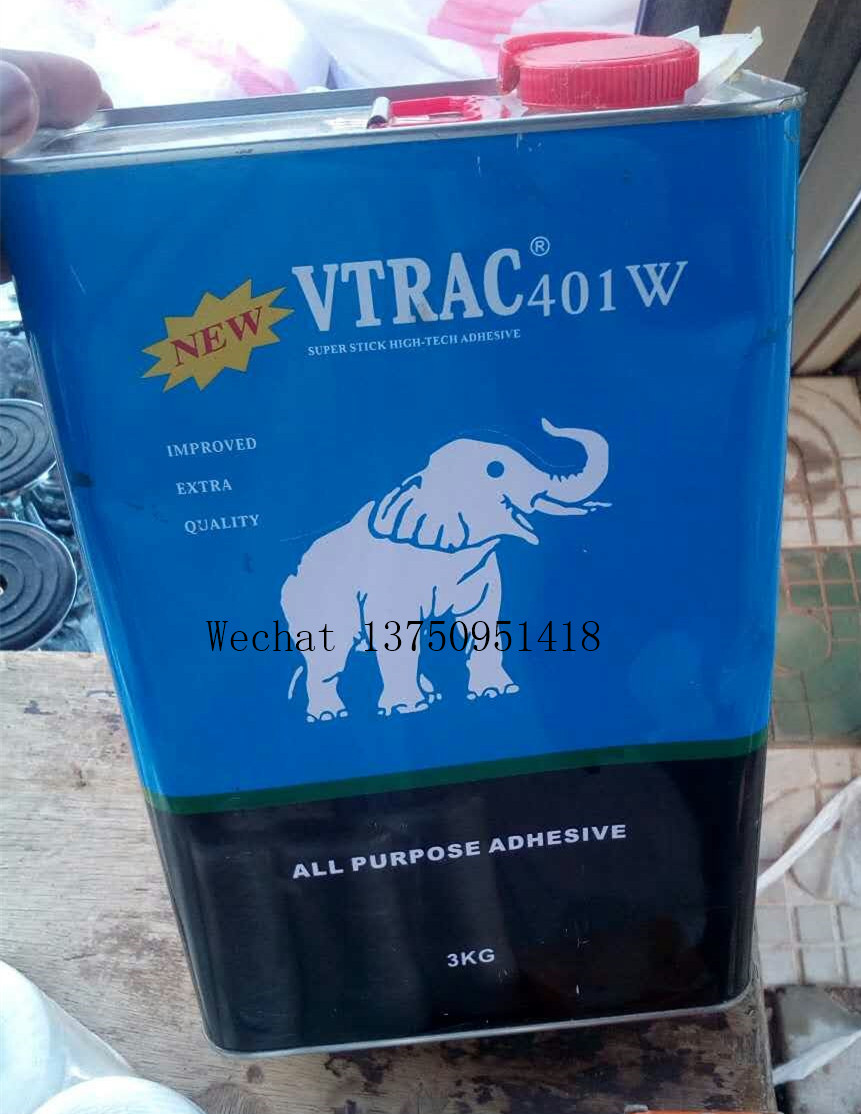 VTRAC® 401W
NEW
SUPER STICK HIGH-TECH ADHESIVE
IMPROVED
EXTRA
QUALITY
Wechat 13750951418
ALL PURPOSE ADHESIVE
3KG